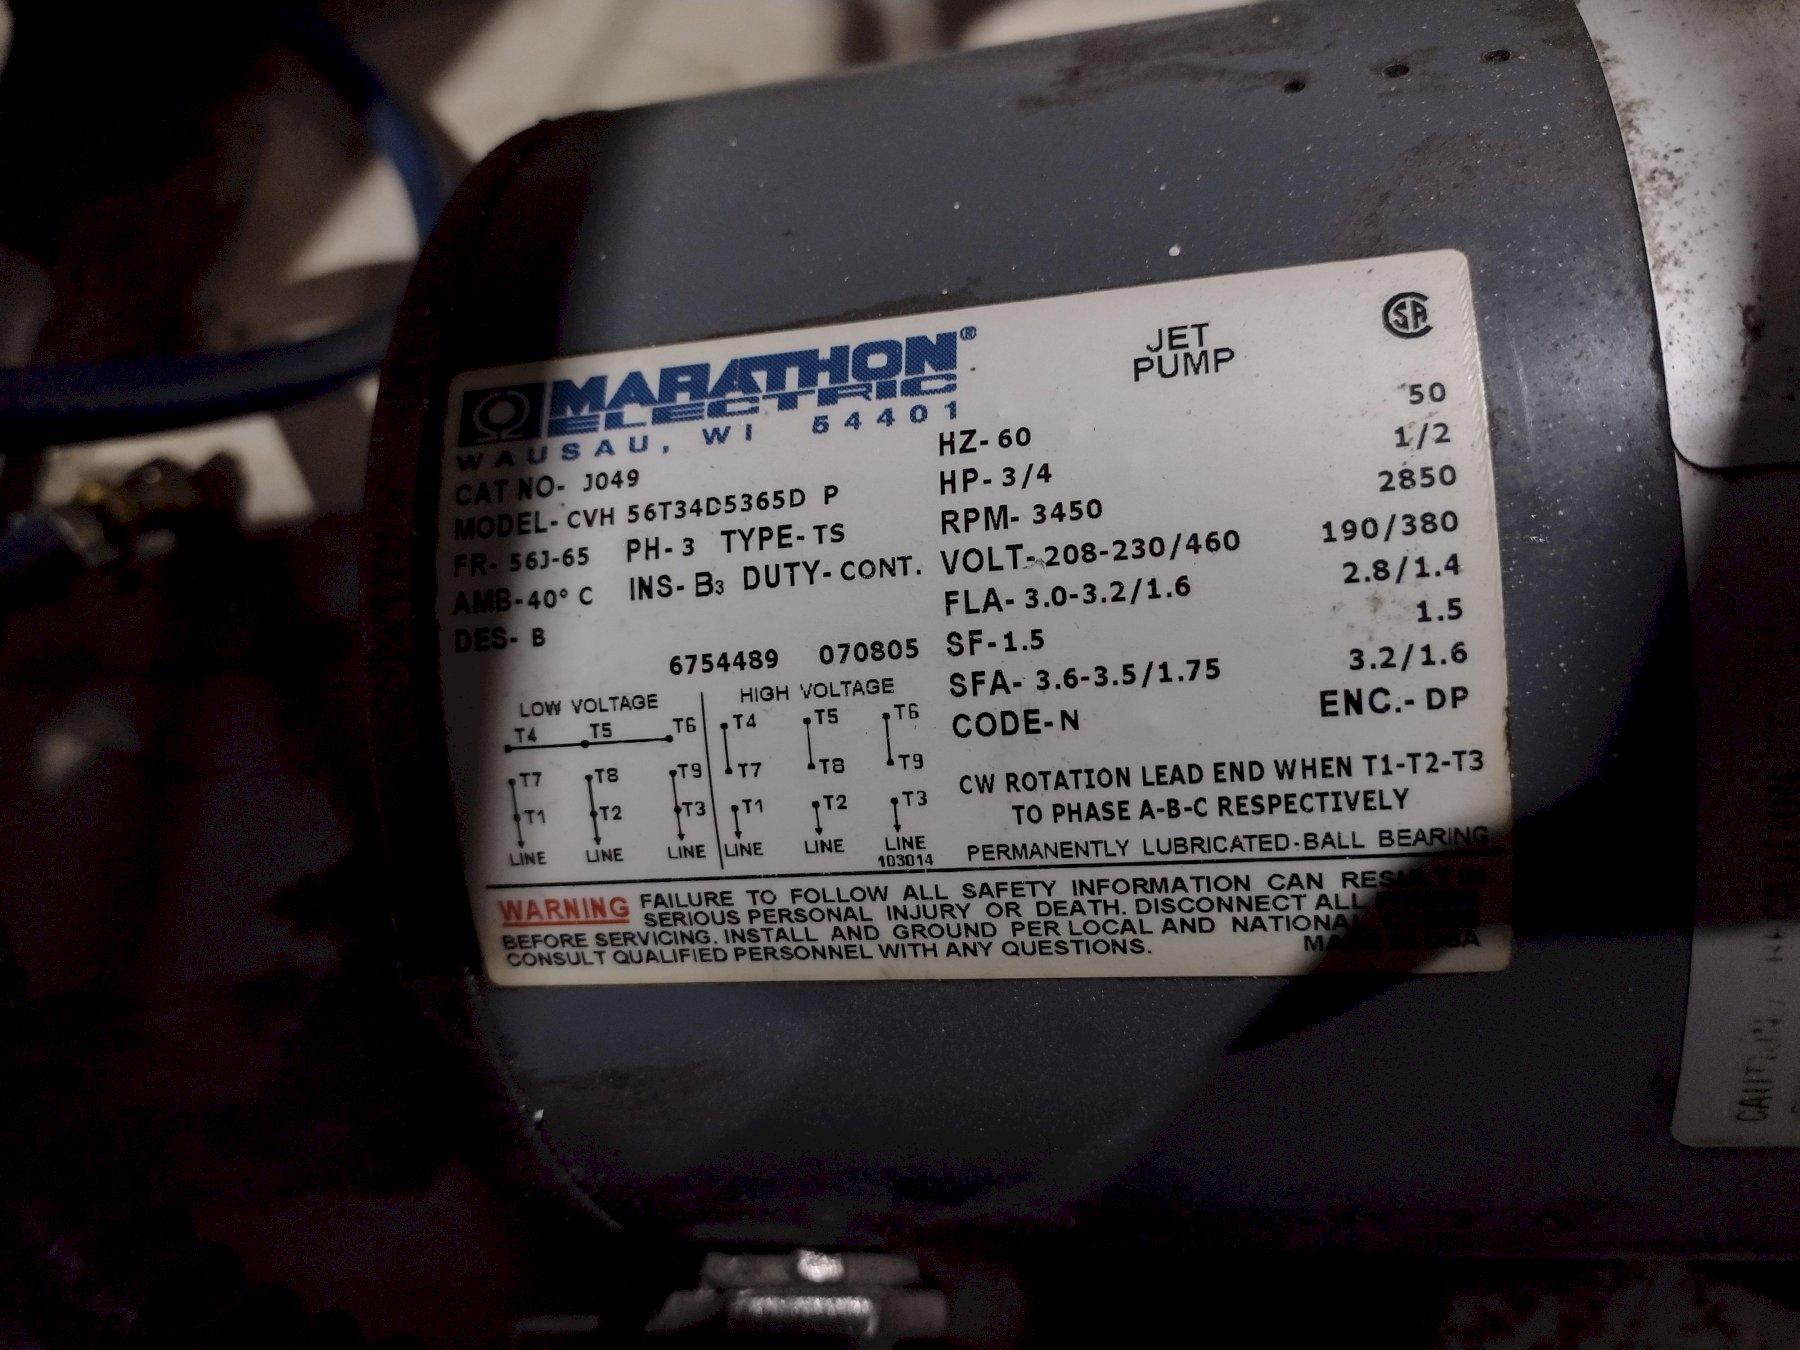 MARATHON®
ELECTRIC
WAUSAU, WI 54401
JET
PUMP
CAT NO- J049
MODEL- CVH 56T34D5365D P
FR- 56J-65 PH- 3 TYPE- TS
AMB-40° C INS- B3 DUTY- CONT.
DES- B
6754489 070805
HZ- 60 50
HP- 3/4 1/2
RPM- 3450 2850
VOLT- 208-230/460 190/380
FLA- 3.0-3.2/1.6 2.8/1.4
SF- 1.5 1.5
SFA- 3.6-3.5/1.75 3.2/1.6
CODE- N ENC.- DP
LOW VOLTAGE HIGH VOLTAGE
T4 T5 T6 T4 T5 T6
T7 T8 T9 T7 T8 T9
T1 T2 T3 T1 T2 T3
LINE LINE LINE LINE LINE LINE
103014
CW ROTATION LEAD END WHEN T1-T2-T3
TO PHASE A-B-C RESPECTIVELY
PERMANENTLY LUBRICATED-BALL BEARING
WARNING FAILURE TO FOLLOW ALL SAFETY INFORMATION CAN RESULT IN
SERIOUS PERSONAL INJURY OR DEATH. DISCONNECT ALL
BEFORE SERVICING. INSTALL AND GROUND PER LOCAL AND NATIONAL
CONSULT QUALIFIED PERSONNEL WITH ANY QUESTIONS. USA
CAUTION